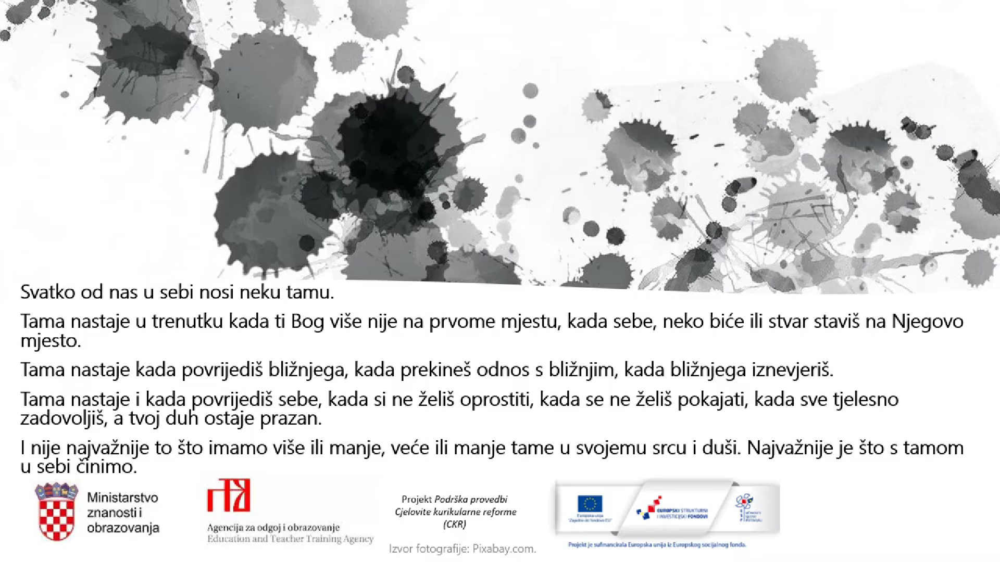 Svatko od nas u sebi nosi neku tamu.
Tama nastaje u trenutku kada ti Bog više nije na prvome mjestu, kada sebe, neko biće ili stvar staviš na Njegovo
mjesto.
Tama nastaje kada povrijediš bližnjega, kada prekineš odnos s bližnjim, kada bližnjega iznevjeriš.
Tama nastaje i kada povrijediš sebe, kada si ne želiš oprostiti, kada se ne želiš pokajati, kada sve tjelesno
zadovoljiš, a tvoj duh ostaje prazan.
I nije najvažnije to što imamo više ili manje, veće ili manje tame u svojemu srcu i duši. Najvažnije je što s tamom
u sebi činimo.
Ministarstvo
znanosti i
obrazovanja
Agencija za odgoj i obrazovanje
Education and Teacher Training Agency
Projekt Podrška provedbi
Cjelovite kurikularne reforme
(CKR)
Europska unija
"Zajedno do fondova EU"
EUROPSKI STRUKTURNI
I INVESTICIJSKI FONDOVI
Projekt je sufinancirala Europska unija iz Europskog socijalnog fonda.
Izvor fotografije: Pixabay.com.